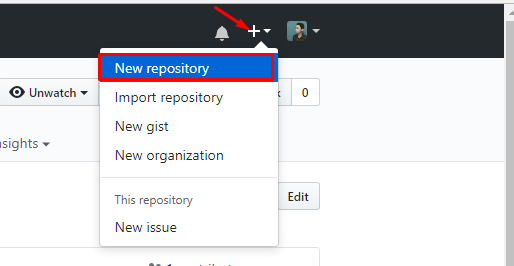 New repository
Unwatch
0
Import repository
New gist
nsights
New organization
This repository
Edit
New issue